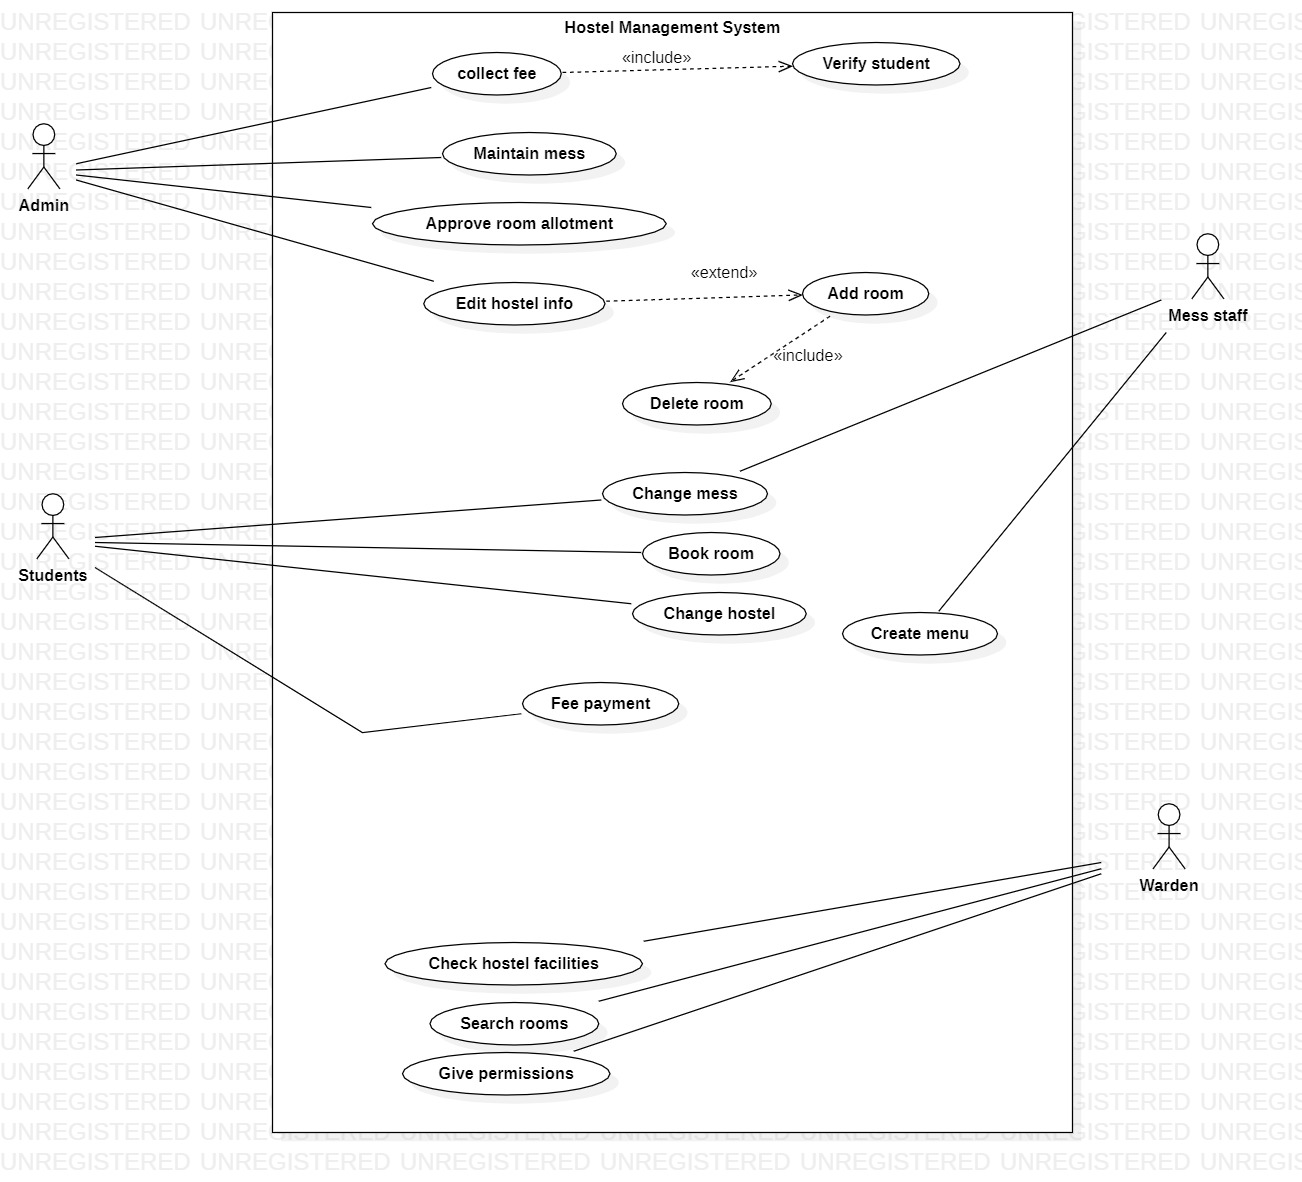 Hostel Management System
collect fee
«include»
Verify student
Admin
Maintain mess
Approve room allotment
Edit hostel info
«extend»
Add room
Mess staff
«include»
Delete room
Students
Change mess
Book room
Change hostel
Create menu
Fee payment
Warden
Check hostel facilities
Search rooms
Give permissions
UNREGISTERED UNREGISTERED UNREGISTERED UNREGISTERED UNREGISTERED UNREGISTERED UNREGIS